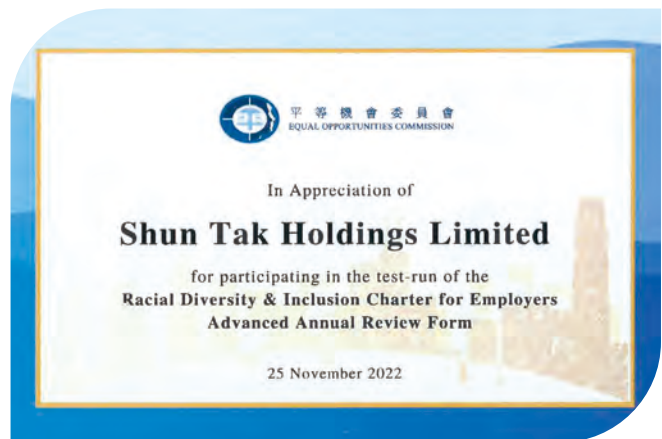 平等機會委員會
EQUAL OPPORTUNITIES COMMISSION
In Appreciation of
Shun Tak Holdings Limited
for participating in the test-run of the
Racial Diversity & Inclusion Charter for Employers
Advanced Annual Review Form
25 November 2022